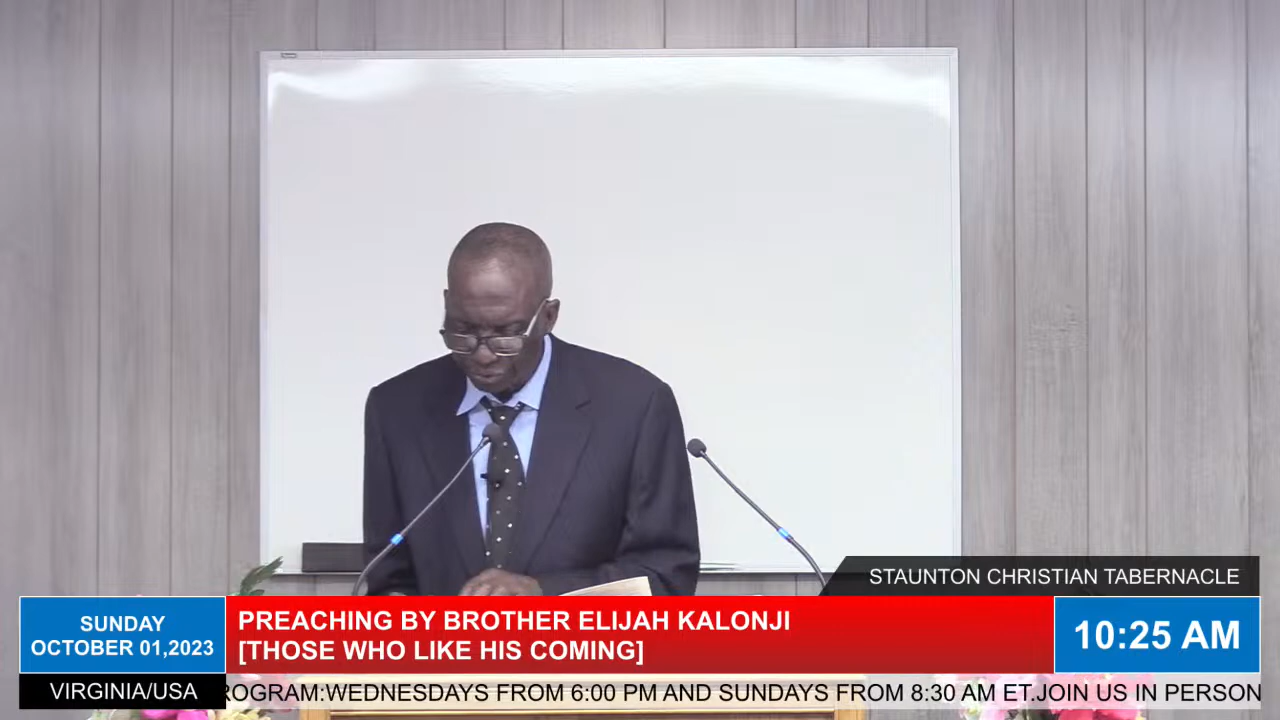 STAUNTON CHRISTIAN TABERNACLE
SUNDAY
OCTOBER 01,2023
PREACHING BY BROTHER ELIJAH KALONJI
[THOSE WHO LIKE HIS COMING]
10:25 AM
VIRGINIA/USA
ROGRAM:WEDNESDAYS FROM 6:00 PM AND SUNDAYS FROM 8:30 AM ET.JOIN US IN PERSON